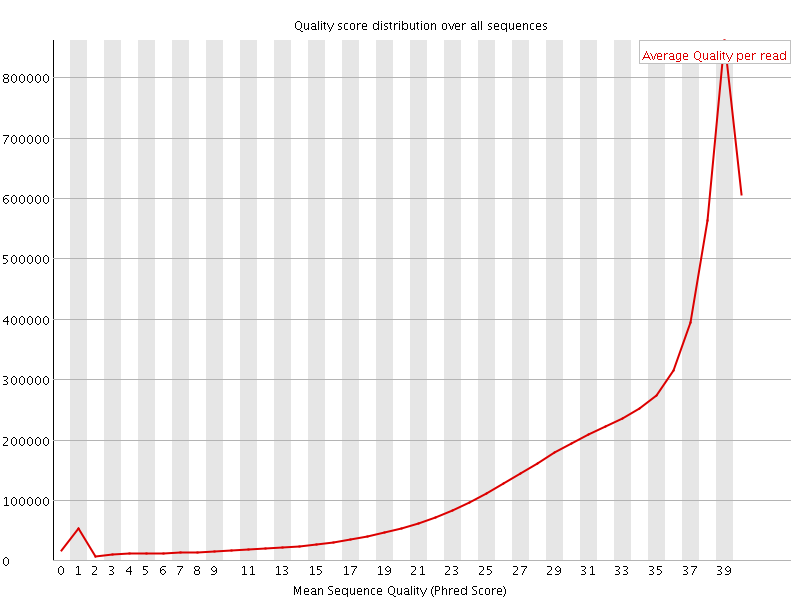 Quality score distribution over all sequences
Average Quality per read
800000
700000
600000
500000
400000
300000
200000
100000
0
0 1 2 3 4 5 6 7 8 9 11 13 15 17 19 21 23 25 27 29 31 33 35 37 39
Mean Sequence Quality (Phred Score)